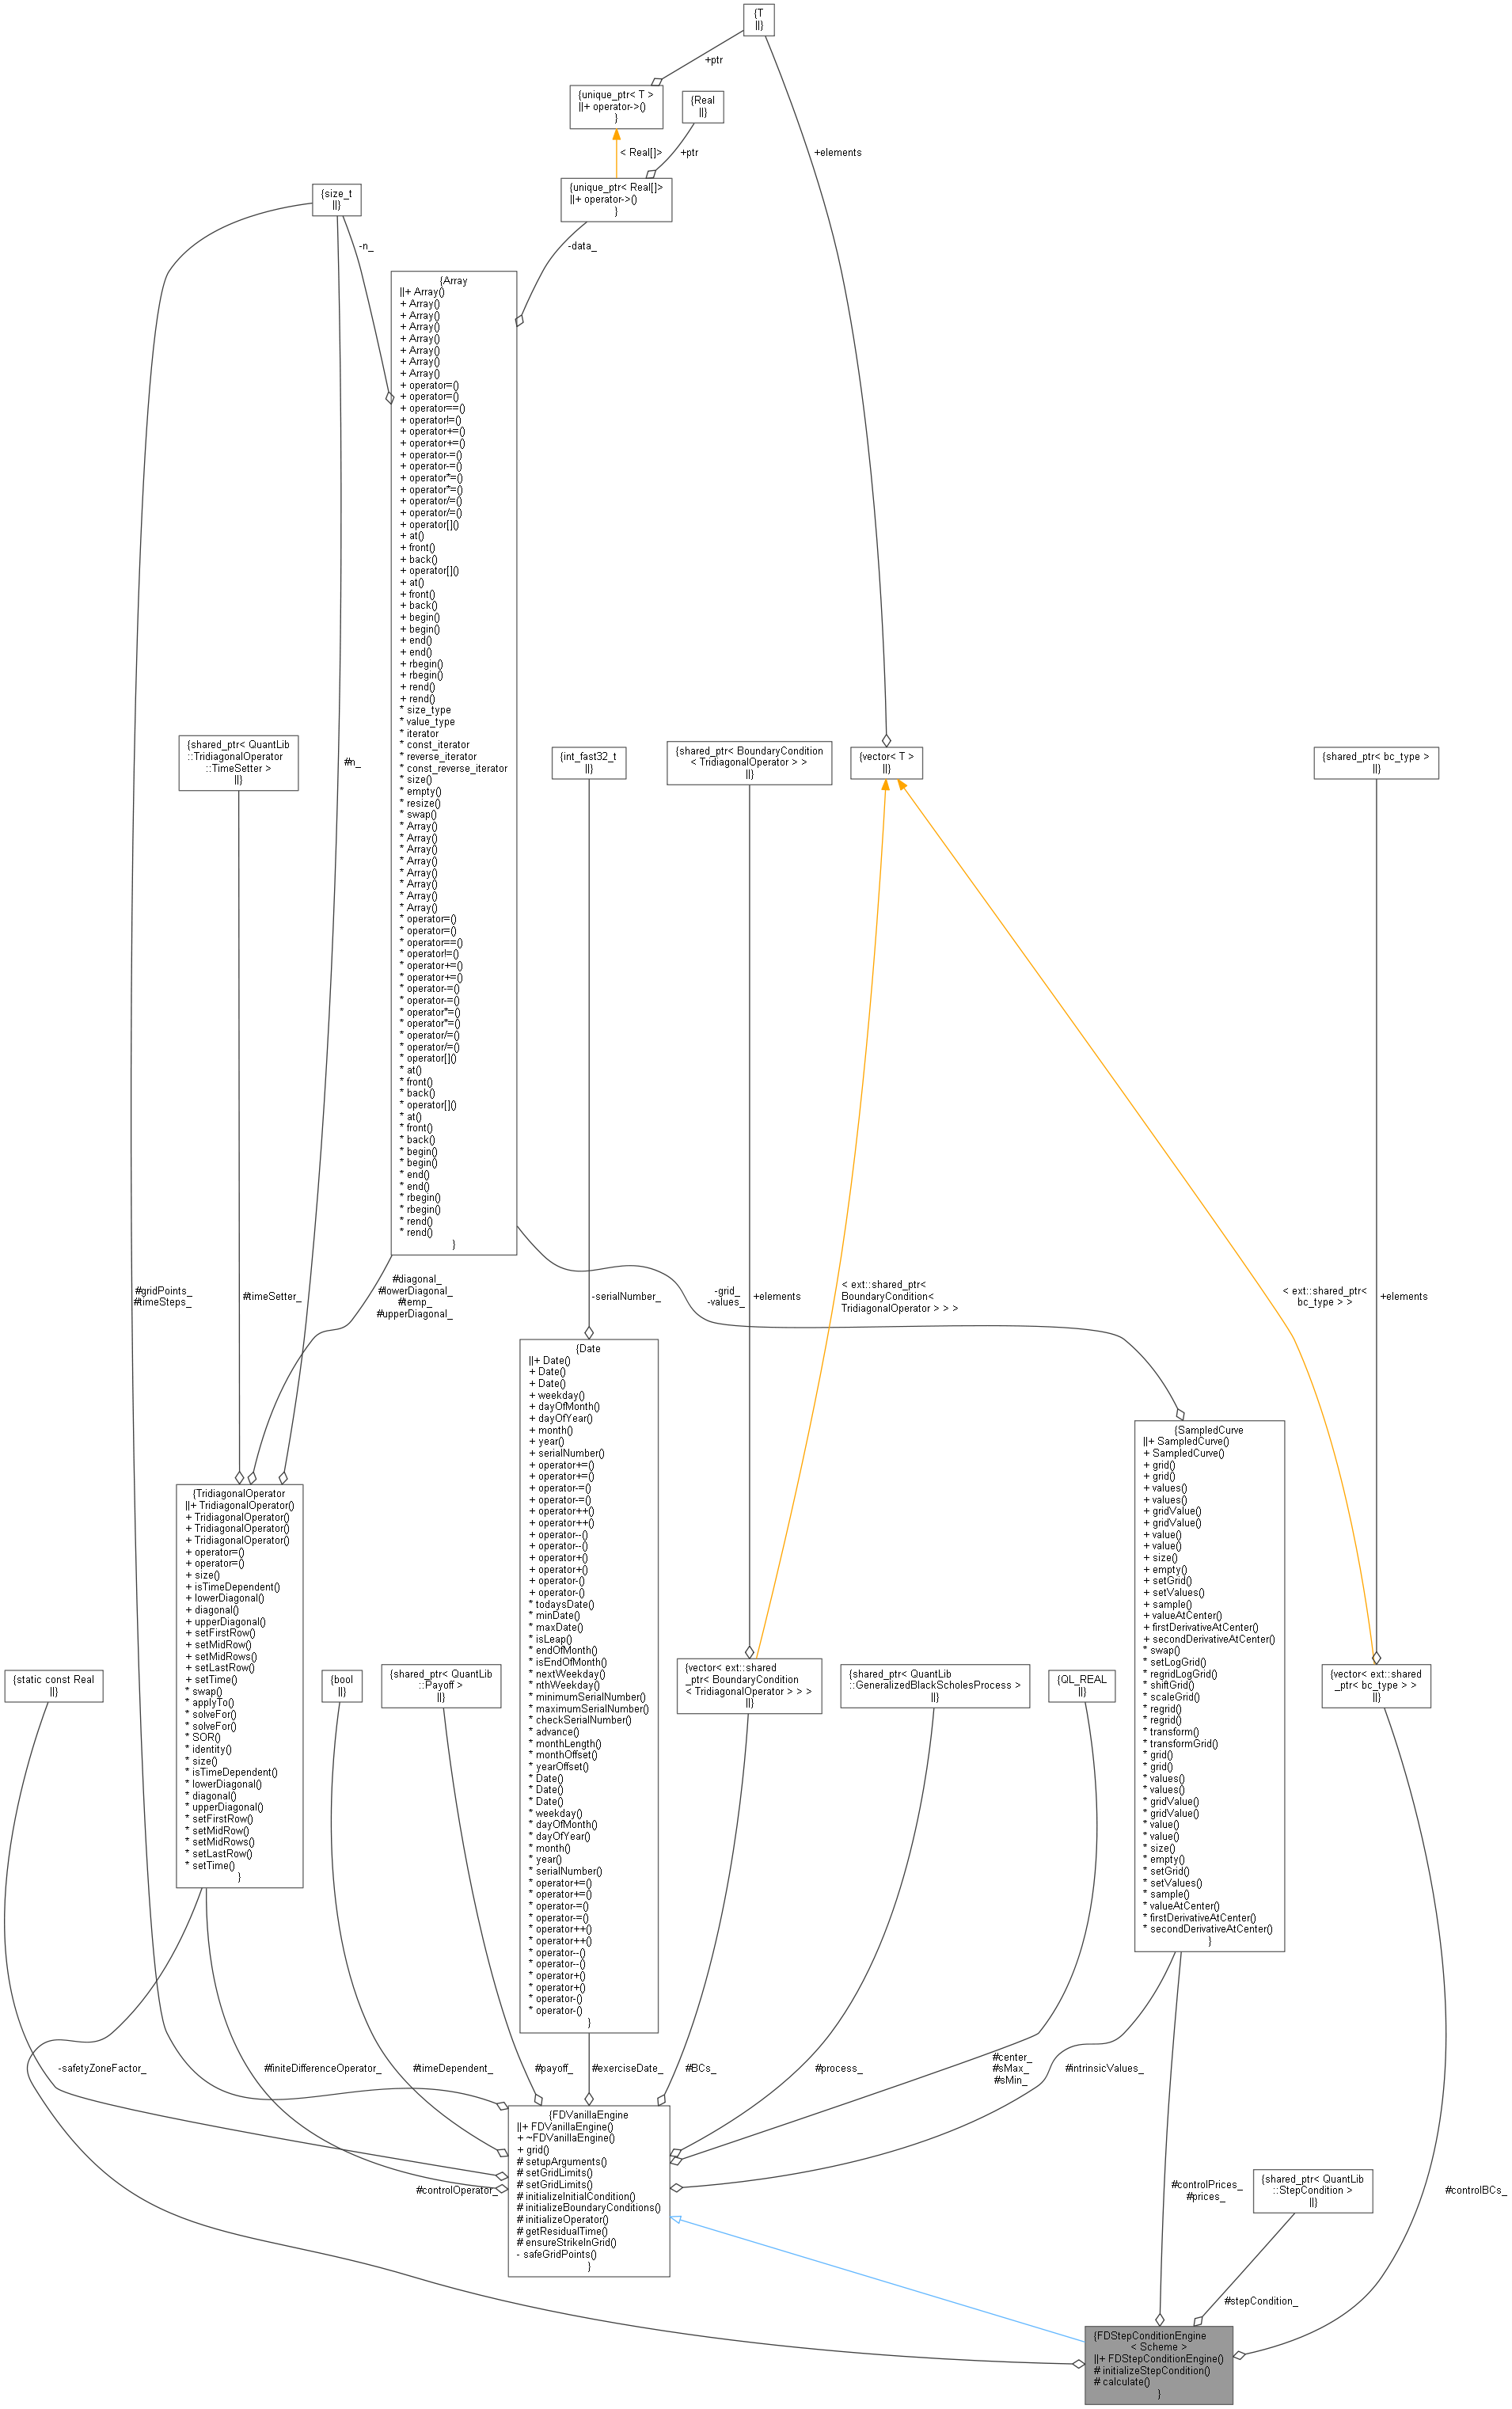 {T
||}
+ptr
{unique_ptr< T >
||+ operator->()
}
{Real
||}
< Real[]>
+ptr
+elements
{unique_ptr< Real[]>
||+ operator->()
}
{size_t
||}
-n_
-data_
{Array
||+ Array()
+ Array()
+ Array()
+ Array()
+ Array()
+ Array()
+ Array()
+ Array()
+ operator=()
+ operator=()
+ operator==()
+ operator!=()
+ operator+=()
+ operator+=()
+ operator-=()
+ operator-=()
+ operator*=()
+ operator*=()
+ operator/=()
+ operator/=()
+ operator[]()
+ at()
+ front()
+ back()
+ operator[]()
+ at()
+ front()
+ back()
+ begin()
+ begin()
+ end()
+ end()
+ rbegin()
+ rbegin()
+ rend()
+ rend()
* size_type
* value_type
* iterator
* const_iterator
* reverse_iterator
* const_reverse_iterator
* size()
* empty()
* resize()
* swap()
* Array()
* Array()
* Array()
* Array()
* Array()
* Array()
* Array()
* Array()
* operator=()
* operator=()
* operator==()
* operator!=()
* operator+=()
* operator+=()
* operator-=()
* operator-=()
* operator*=()
* operator*=()
* operator/=()
* operator/=()
* operator[]()
* at()
* front()
* back()
* operator[]()
* at()
* front()
* back()
* begin()
* begin()
* end()
* end()
* rbegin()
* rbegin()
* rend()
* rend()
}
{shared_ptr< QuantLib
::TridiagonalOperator
::TimeSetter >
||}
#n_
{int_fast32_t
||}
{shared_ptr< BoundaryCondition
< TridiagonalOperator > >
||}
{vector< T >
||}
{shared_ptr< bc_type >
||}
#gridPoints_
#timeSteps_
#timeSetter_
#diagonal_
#lowerDiagonal_
#temp_
#upperDiagonal_
-serialNumber_
-grid_
-values_
+elements
< ext::shared_ptr<
BoundaryCondition<
TridiagonalOperator > > >
< ext::shared_ptr<
bc_type > >
+elements
{TridiagonalOperator
||+ TridiagonalOperator()
+ TridiagonalOperator()
+ TridiagonalOperator()
+ TridiagonalOperator()
+ operator=()
+ operator=()
+ size()
+ isTimeDependent()
+ lowerDiagonal()
+ diagonal()
+ upperDiagonal()
+ setFirstRow()
+ setMidRow()
+ setMidRows()
+ setLastRow()
+ setTime()
* swap()
* applyTo()
* solveFor()
* solveFor()
* SOR()
* identity()
* size()
* isTimeDependent()
* lowerDiagonal()
* diagonal()
* upperDiagonal()
* setFirstRow()
* setMidRow()
* setMidRows()
* setLastRow()
* setTime()
}
{Date
||+ Date()
+ Date()
+ Date()
+ weekday()
+ dayOfMonth()
+ dayOfYear()
+ month()
+ year()
+ serialNumber()
+ operator+=()
+ operator+=()
+ operator-=()
+ operator-=()
+ operator++()
+ operator++()
+ operator--()
+ operator--()
+ operator+()
+ operator+()
+ operator-()
+ operator-()
* todaysDate()
* minDate()
* maxDate()
* isLeap()
* endOfMonth()
* isEndOfMonth()
* nextWeekday()
* nthWeekday()
* minimumSerialNumber()
* maximumSerialNumber()
* checkSerialNumber()
* advance()
* monthLength()
* monthOffset()
* yearOffset()
* Date()
* Date()
* Date()
* weekday()
* dayOfMonth()
* dayOfYear()
* month()
* year()
* serialNumber()
* operator+=()
* operator+=()
* operator-=()
* operator-=()
* operator++()
* operator++()
* operator--()
* operator--()
* operator+()
* operator+()
* operator-()
* operator-()
}
{SampledCurve
||+ SampledCurve()
+ SampledCurve()
+ grid()
+ grid()
+ values()
+ values()
+ gridValue()
+ gridValue()
+ value()
+ value()
+ size()
+ empty()
+ setGrid()
+ setValues()
+ sample()
+ valueAtCenter()
+ firstDerivativeAtCenter()
+ secondDerivativeAtCenter()
* swap()
* setLogGrid()
* regridLogGrid()
* shiftGrid()
* scaleGrid()
* regrid()
* regrid()
* transform()
* transformGrid()
* grid()
* grid()
* values()
* values()
* gridValue()
* gridValue()
* value()
* value()
* size()
* empty()
* setGrid()
* setValues()
* sample()
* valueAtCenter()
* firstDerivativeAtCenter()
* secondDerivativeAtCenter()
}
{static const Real
||}
{bool
||}
{shared_ptr< QuantLib
::Payoff >
||}
{vector< ext::shared
_ptr< BoundaryCondition
< TridiagonalOperator > > >
||}
{shared_ptr< QuantLib
::GeneralizedBlackScholesProcess >
||}
{QL_REAL
||}
{vector< ext::shared
_ptr< bc_type > >
||}
-safetyZoneFactor_
#finiteDifferenceOperator_
#timeDependent_
#payoff_
#exerciseDate_
#BCs_
#process_
#center_
#sMax_
#sMin_
#intrinsicValues_
{FDVanillaEngine
||+ FDVanillaEngine()
+ ~FDVanillaEngine()
+ grid()
# setupArguments()
# setGridLimits()
# setGridLimits()
# initializeInitialCondition()
# initializeBoundaryConditions()
# initializeOperator()
# getResidualTime()
# ensureStrikeInGrid()
- safeGridPoints()
}
#controlOperator_
#controlPrices_
#prices_
{shared_ptr< QuantLib
::StepCondition >
||}
#controlBCs_
#stepCondition_
{FDStepConditionEngine
< Scheme >
||+ FDStepConditionEngine()
# initializeStepCondition()
# calculate()
}